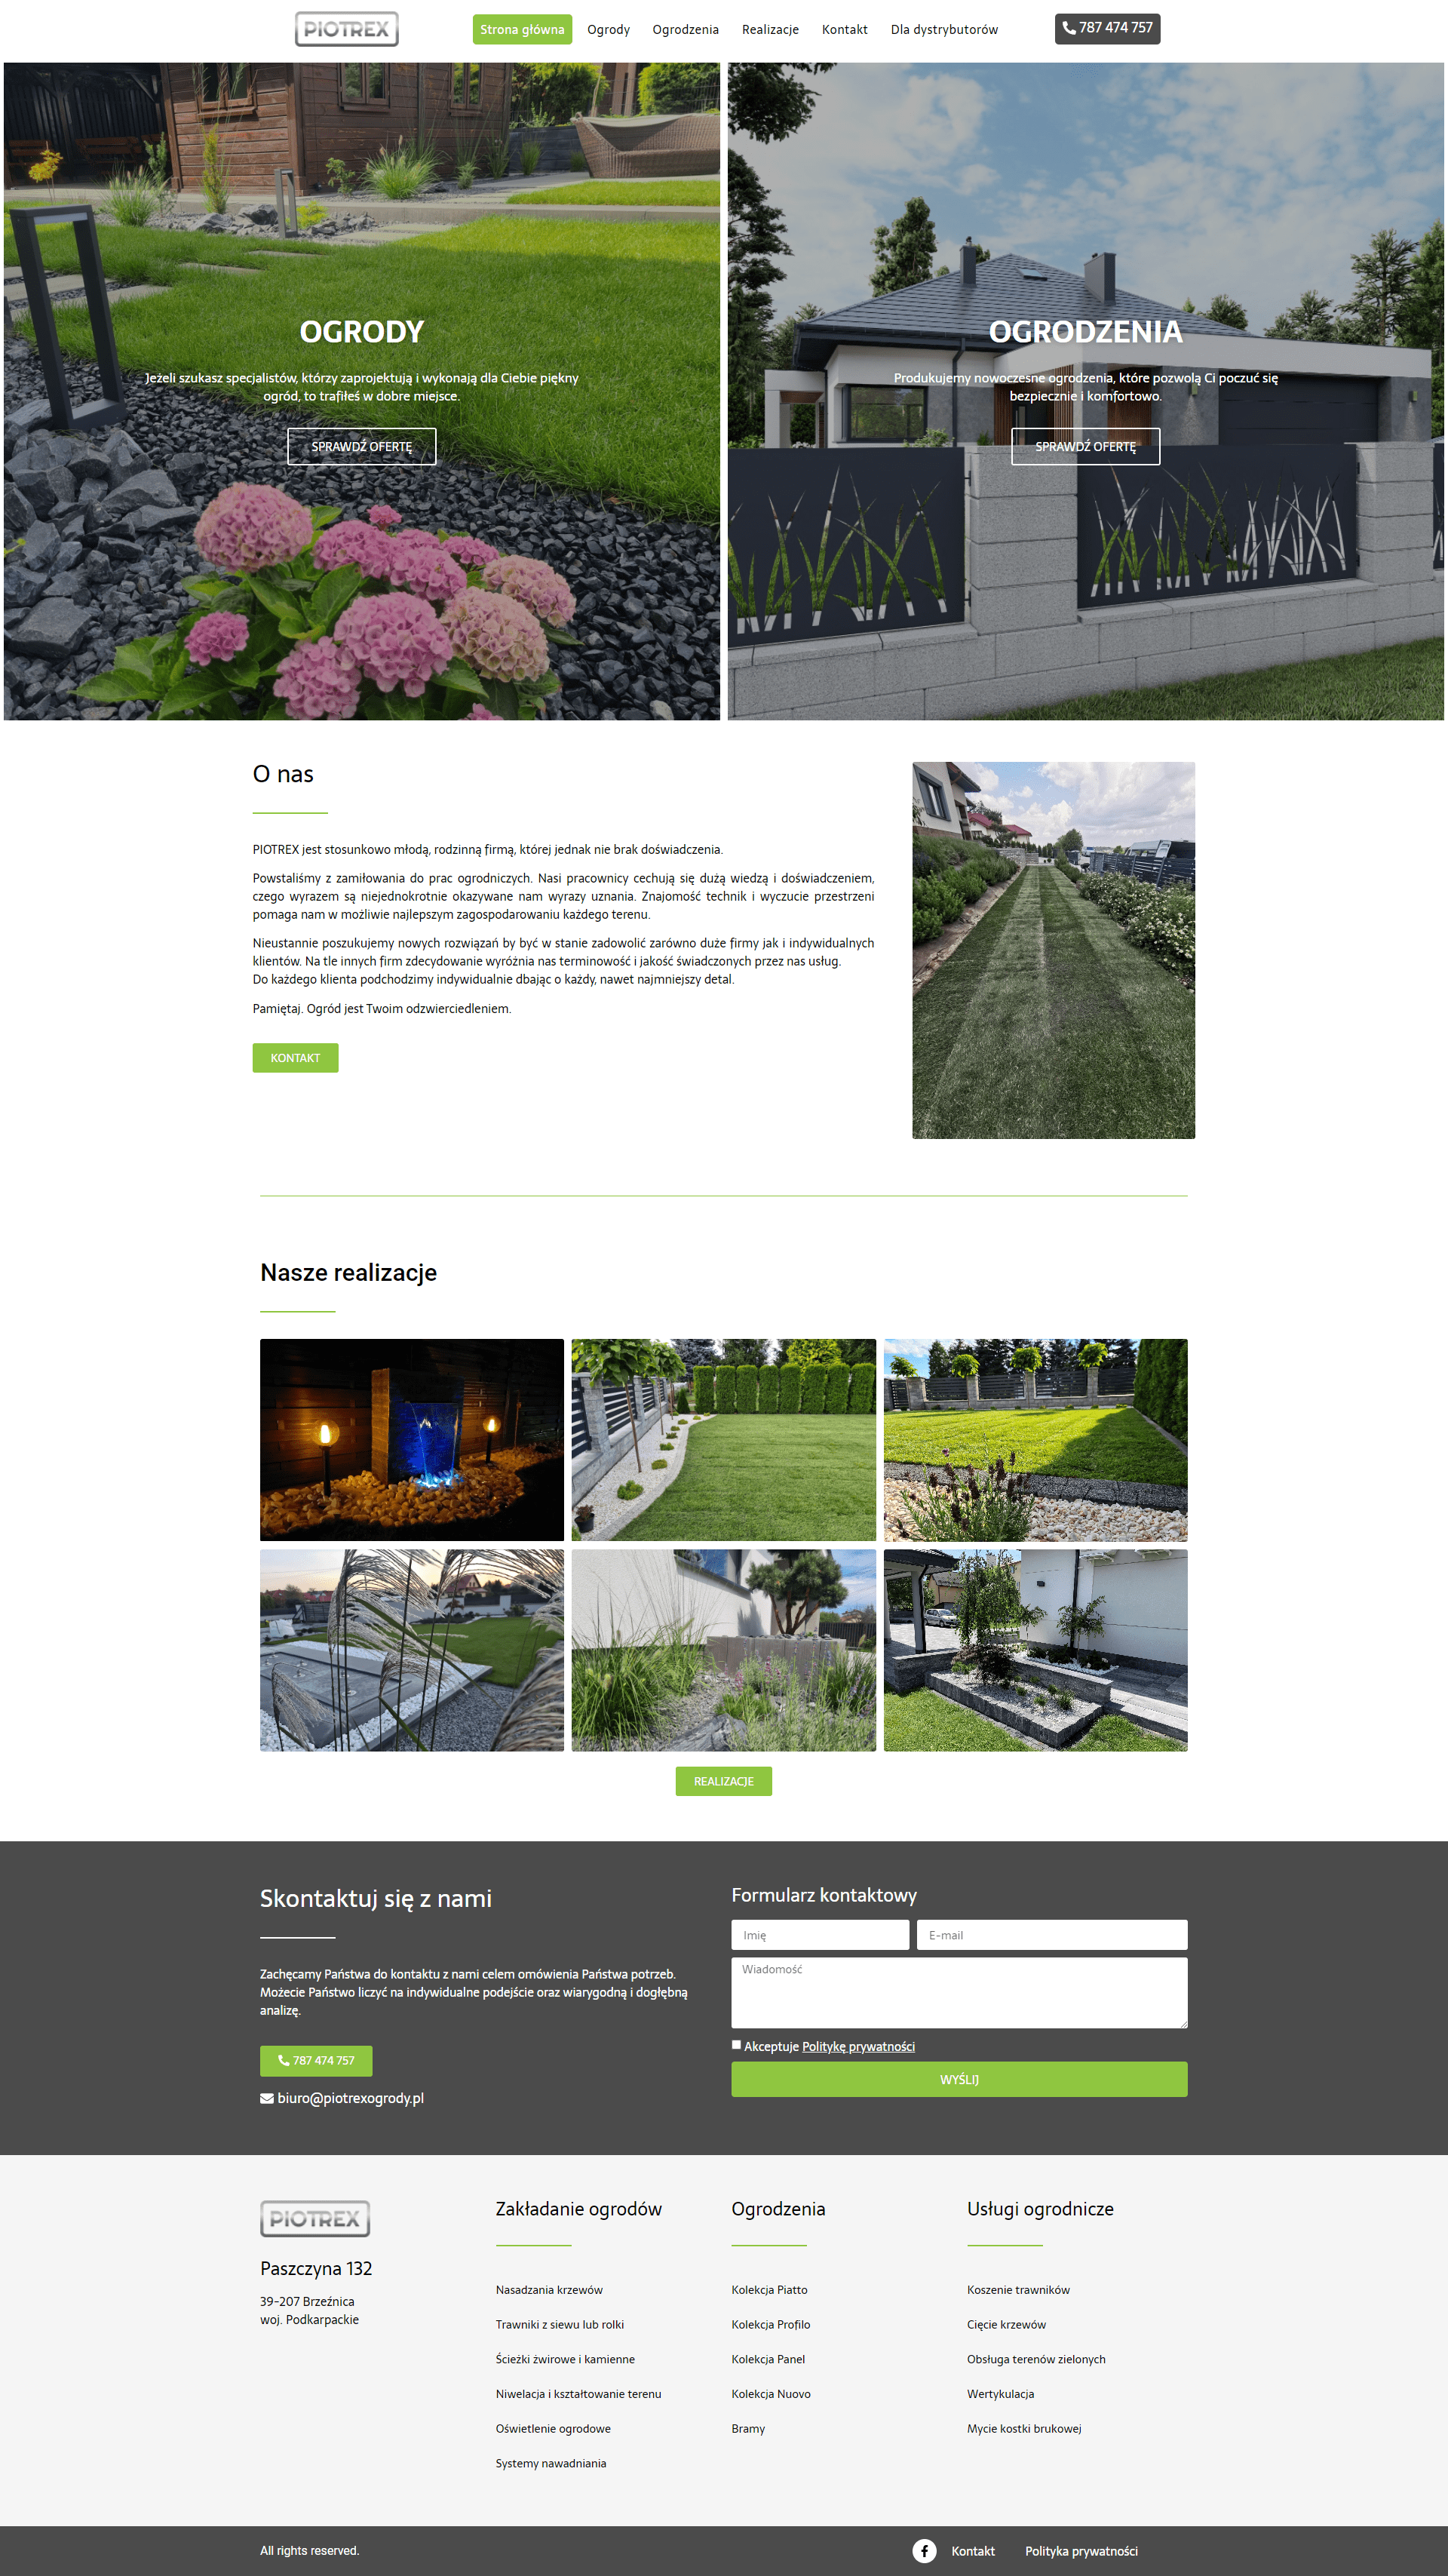 PIOTREX
Strona główna
Ogrody
Ogrodzenia
Realizacje
Kontakt
Dla dystrybutorów
787 474 757
OGRODY
Jeżeli szukasz specjalistów, którzy zaprojektują i wykonają dla Ciebie piękny
ogród, to trafiłeś w dobre miejsce.
SPRAWDŹ OFERTĘ
OGRODZENIA
Produkujemy nowoczesne ogrodzenia, które pozwolą Ci poczuć się
bezpiecznie i komfortowo.
SPRAWDŹ OFERTĘ
O nas
PIOTREX jest stosunkowo młodą, rodzinną firmą, której jednak nie brak doświadczenia.
Powstaliśmy z zamiłowania do prac ogrodniczych. Nasi pracownicy cechują się dużą wiedzą i doświadczeniem,
czego wyrazem są niejednokrotnie okazywane nam wyrazy uznania. Znajomość technik i wyczucie przestrzeni
pomaga nam w możliwie najlepszym zagospodarowaniu każdego terenu.
Nieustannie poszukujemy nowych rozwiązań by być w stanie zadowolić zarówno duże firmy jak i indywidualnych
klientów. Na tle innych firm zdecydowanie wyróżnia nas terminowość i jakość świadczonych przez nas usług.
Do każdego klienta podchodzimy indywidualnie dbając o każdy, nawet najmniejszy detal.
Pamiętaj. Ogród jest Twoim odzwierciedleniem.
KONTAKT
Nasze realizacje
REALIZACJE
Skontaktuj się z nami
Zachęcamy Państwa do kontaktu z nami celem omówienia Państwa potrzeb.
Możecie Państwo liczyć na indywidualne podejście oraz wiarygodną i dogłębną
analizę.
787 474 757
biuro@piotrexogrody.pl
Formularz kontaktowy
Imię
E-mail
Wiadomość
Akceptuje Politykę prywatności
WYŚLIJ
PIOTREX
Paszczyna 132
39-207 Brzeźnica
woj. Podkarpackie
Zakładanie ogrodów
Nasadzania krzewów
Trawniki z siewu lub rolki
Ścieżki żwirowe i kamienne
Niwelacja i kształtowanie terenu
Oświetlenie ogrodowe
Systemy nawadniania
Ogrodzenia
Kolekcja Piatto
Kolekcja Profilo
Kolekcja Panel
Kolekcja Nuovo
Bramy
Usługi ogrodnicze
Koszenie trawników
Cięcie krzewów
Obsługa terenów zielonych
Wertykulacja
Mycie kostki brukowej
All rights reserved.
Kontakt
Polityka prywatności